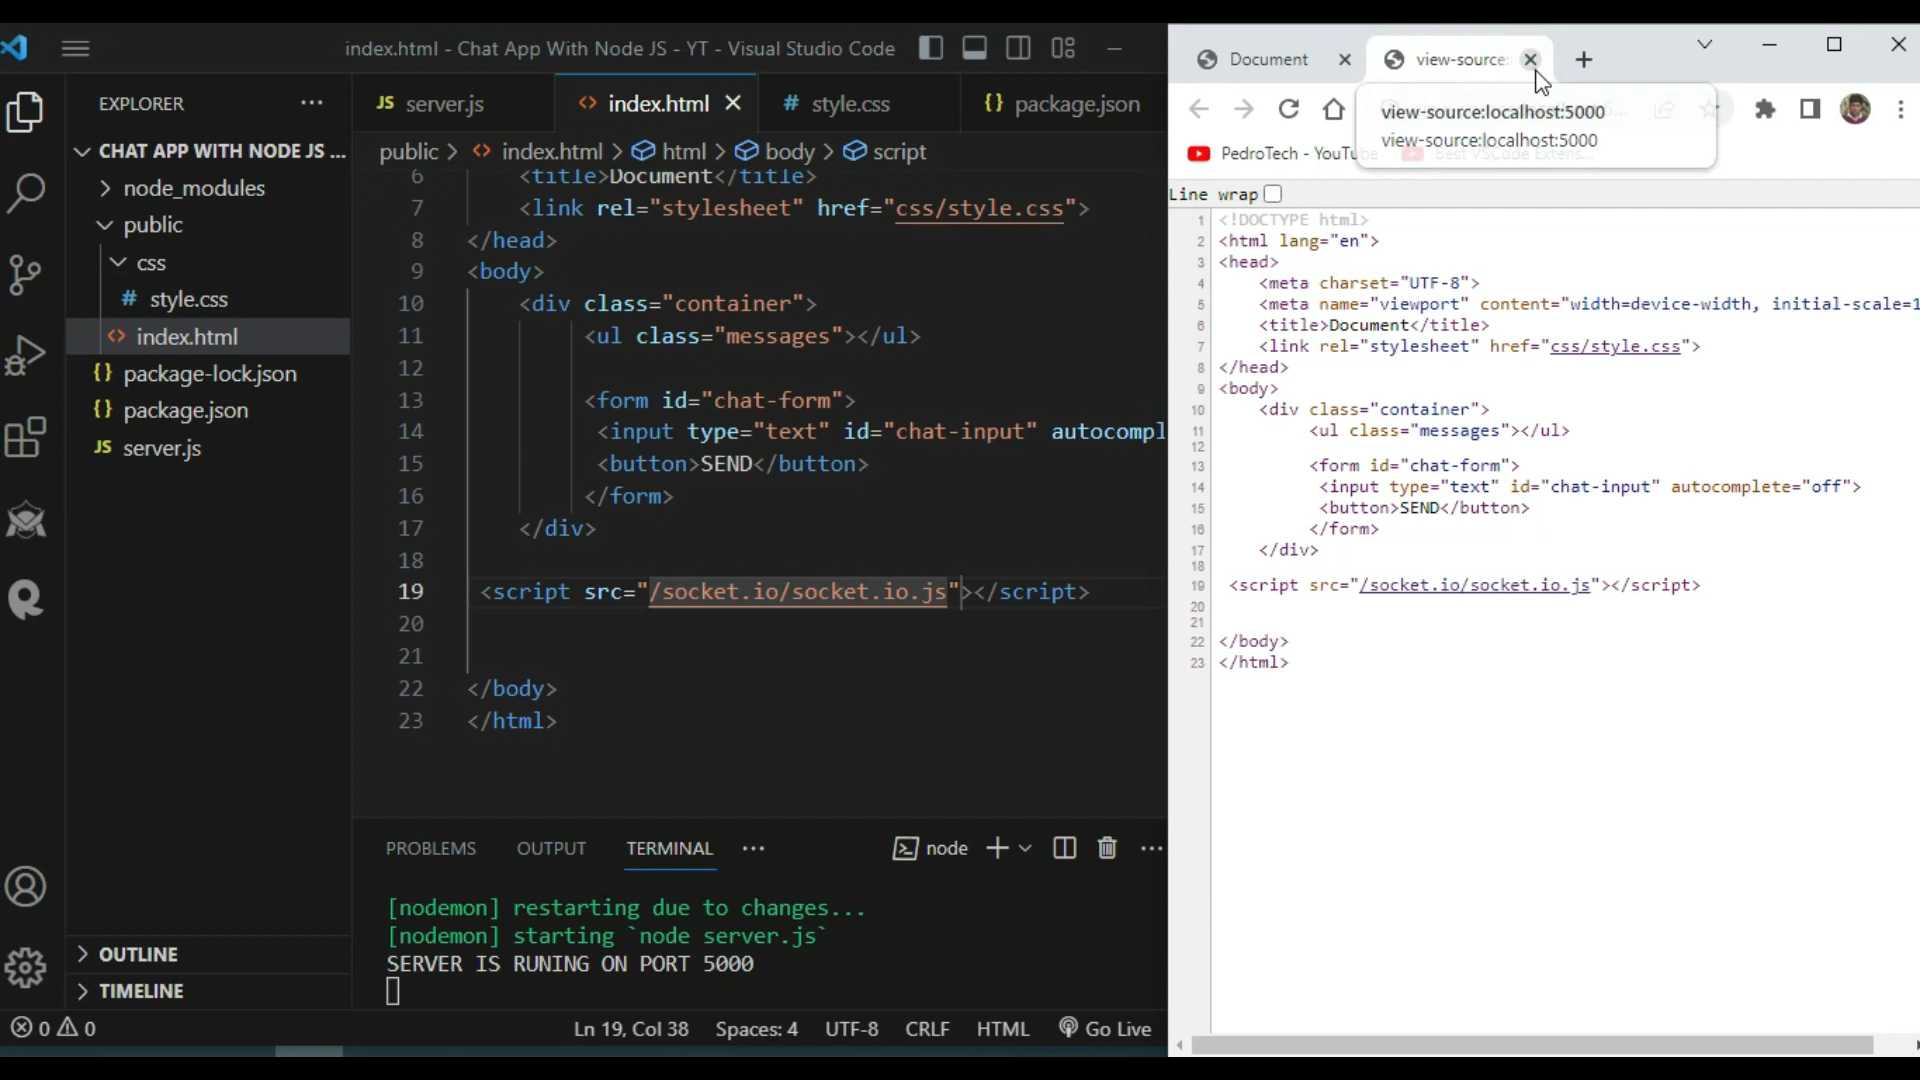 index.html - Chat App With Node JS - YT - Visual Studio Code
EXPLORER
CHAT APP WITH NODE JS ...
node_modules
public
css
# style.css
<> index.html
{} package-lock.json
{} package.json
JS server.js
OUTLINE
TIMELINE
JS server.js
<> index.html
# style.css
{} package.json
public > <> index.html > html > body > script
6 <title>Document</title>
7 <link rel="stylesheet" href="css/style.css">
8 </head>
9 <body>
10 <div class="container">
11 <ul class="messages"></ul>
12
13 <form id="chat-form">
14 <input type="text" id="chat-input" autocompl
15 <button>SEND</button>
16 </form>
17 </div>
18
19 <script src="/socket.io/socket.io.js"></script>
20
21
22 </body>
23 </html>
PROBLEMS OUTPUT TERMINAL ...
node
[nodemon] restarting due to changes...
[nodemon] starting `node server.js`
SERVER IS RUNING ON PORT 5000
0 0
Ln 19, Col 38 Spaces: 4 UTF-8 CRLF HTML Go Live
Document
view-source:
view-source:localhost:5000
view-source:localhost:5000
PedroTech - YouTube
Best VSCode Extens...
Line wrap
1 <!DOCTYPE html>
2 <html lang="en">
3 <head>
4 <meta charset="UTF-8">
5 <meta name="viewport" content="width=device-width, initial-scale=1
6 <title>Document</title>
7 <link rel="stylesheet" href="css/style.css">
8 </head>
9 <body>
10 <div class="container">
11 <ul class="messages"></ul>
12
13 <form id="chat-form">
14 <input type="text" id="chat-input" autocomplete="off">
15 <button>SEND</button>
16 </form>
17 </div>
18
19 <script src="/socket.io/socket.io.js"></script>
20
21
22 </body>
23 </html>